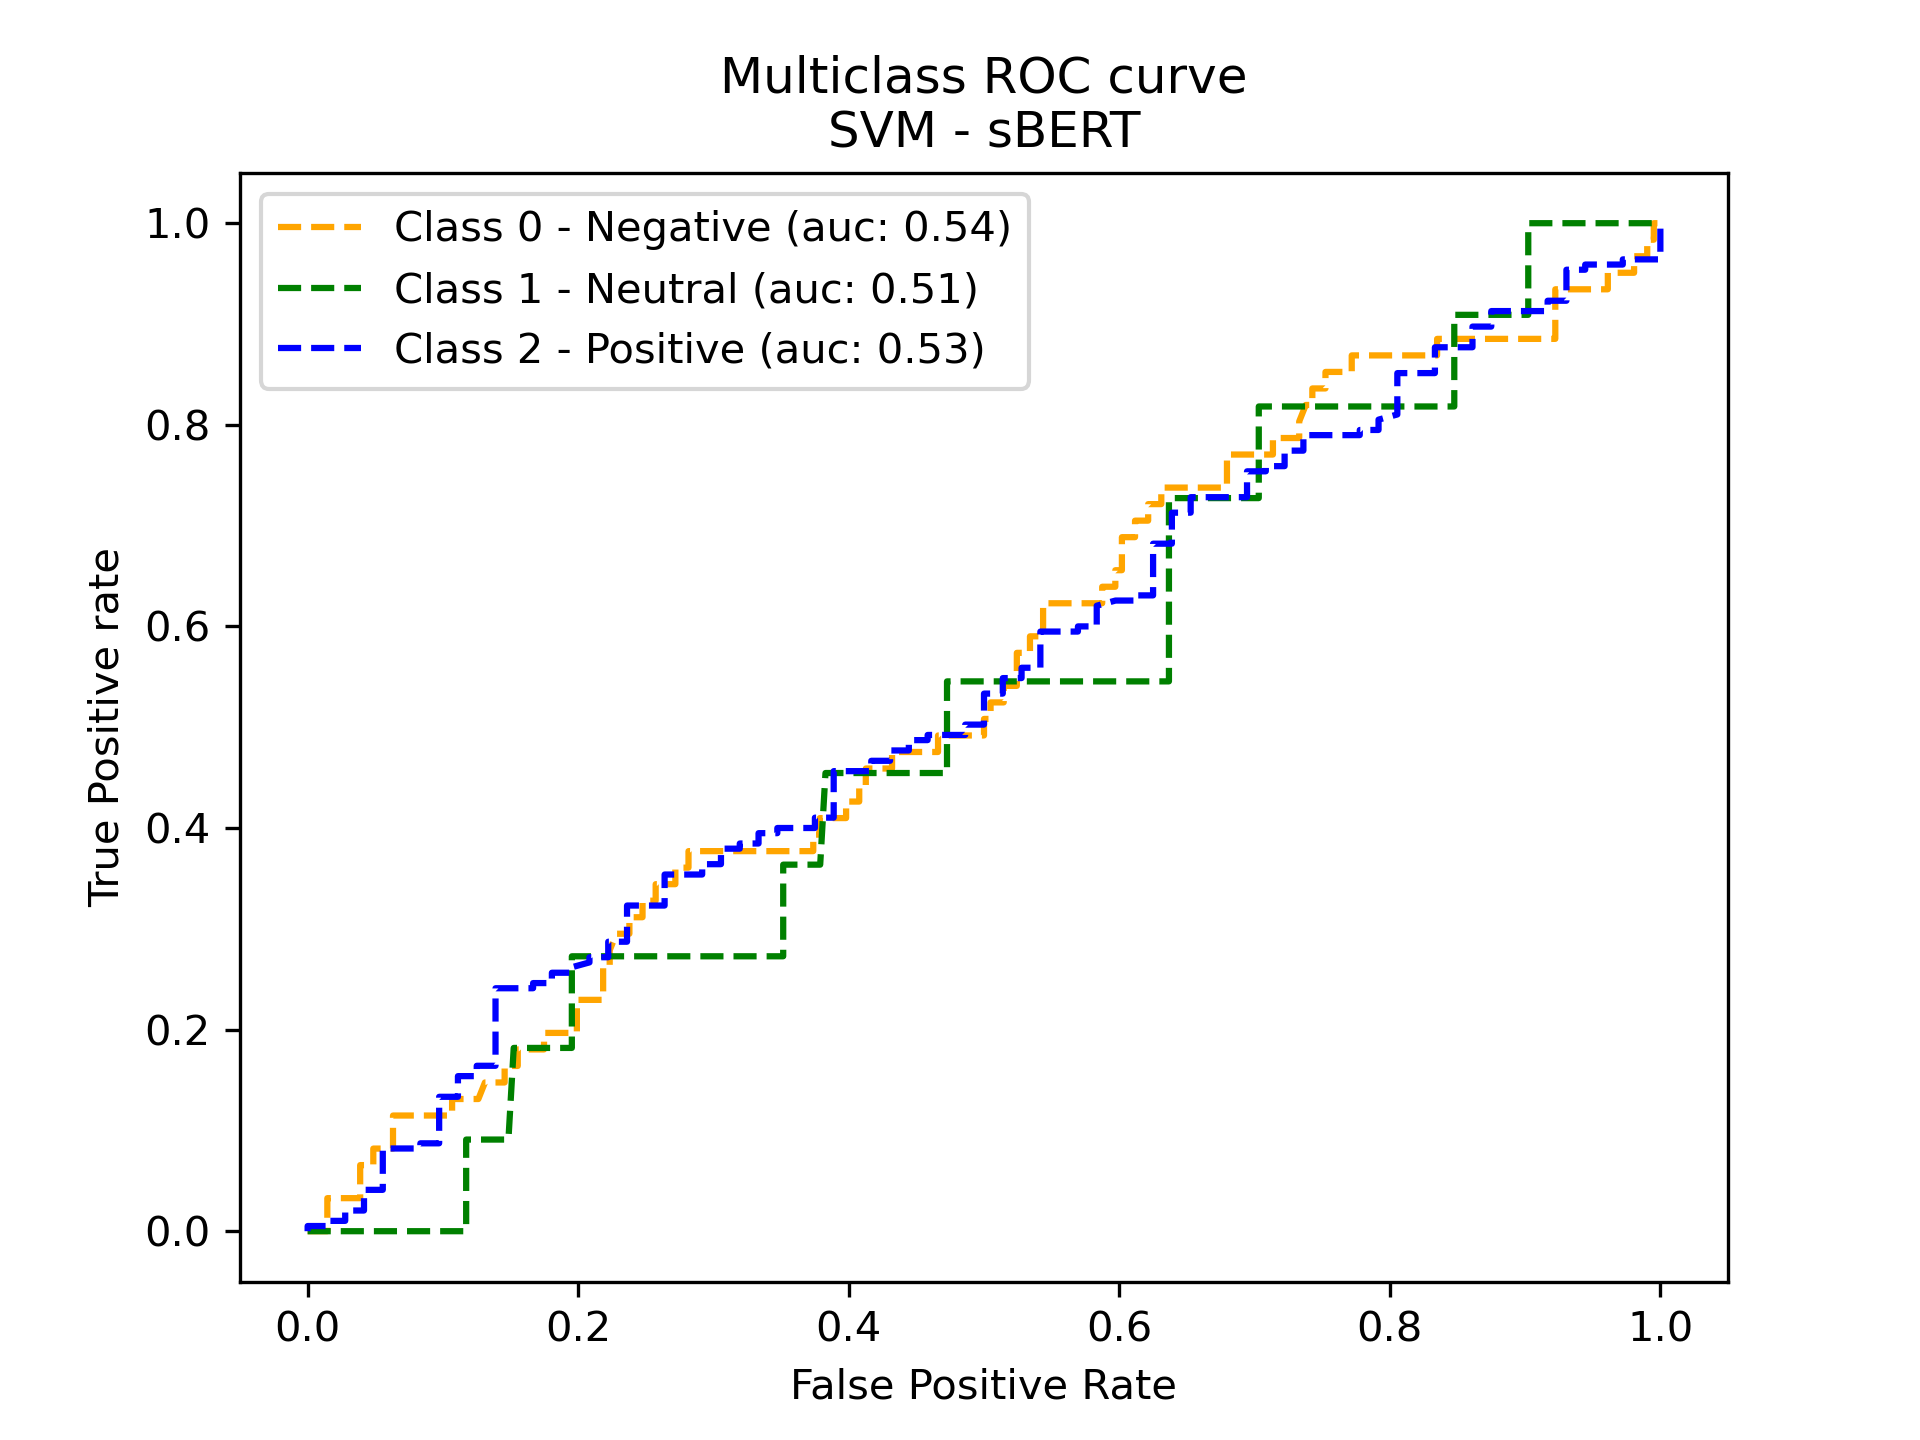 Multiclass ROC curve
SVM - sBERT
Class 0 - Negative (auc: 0.54)
Class 1 - Neutral (auc: 0.51)
Class 2 - Positive (auc: 0.53)
True Positive rate
1.0
0.8
0.6
0.4
0.2
0.0
0.0 0.2 0.4 0.6 0.8 1.0
False Positive Rate